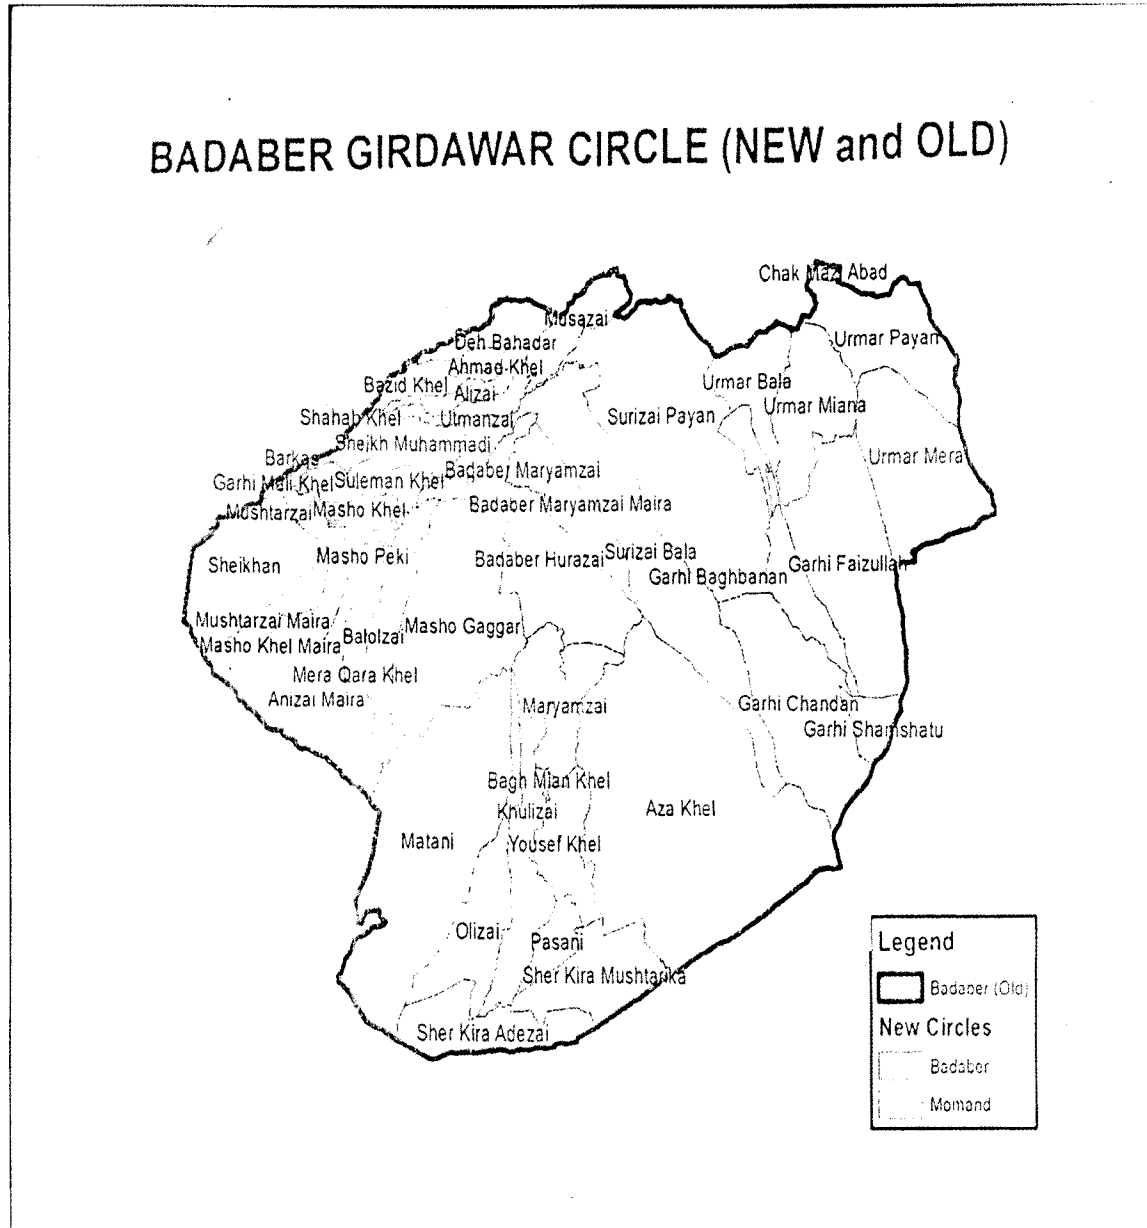 BADABER GIRDAWAR CIRCLE (NEW and OLD)
Chak Mazi Abad
Musazai
Urmar Payan
Deh Bahadar
Ahmad Khel
Bazid Khel
Urmar Bala
Alizai
Urmar Miana
Shahab Khel
Utmanzai
Surizai Payan
Sheikh Muhammadi
Barkas
Urmar Mera
Badaber Maryamzai
Garhi Meli Khel
Suleman Khel
Mushtarzai
Masho Khel
Badaber Maryamzai Maira
Sheikhan
Masho Peki
Badaber Hurazai
Surizai Bala
Garhi Faizullah
Garhi Baghbanan
Mushtarzai Maira
Masho Gaggar
Masho Khel Maira
Balolzai
Mera Qara Khel
Anizai Maira
Maryamzai
Garhi Chandan
Garhi Shamshatu
Bagh Mian Khel
Khulizai
Aza Khel
Matani
Yousef Khel
Olizai
Pasani
Sher Kira Mushtarka
Sher Kira Adezai
Legend
Badaber (Old)
New Circles
Badaber
Momand